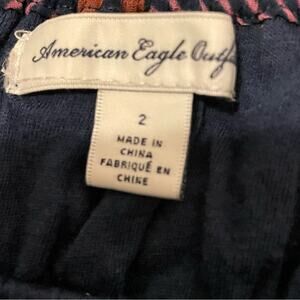 American Eagle Outf
2
MADE IN
CHINA
FABRIQUÉ EN
CHINE